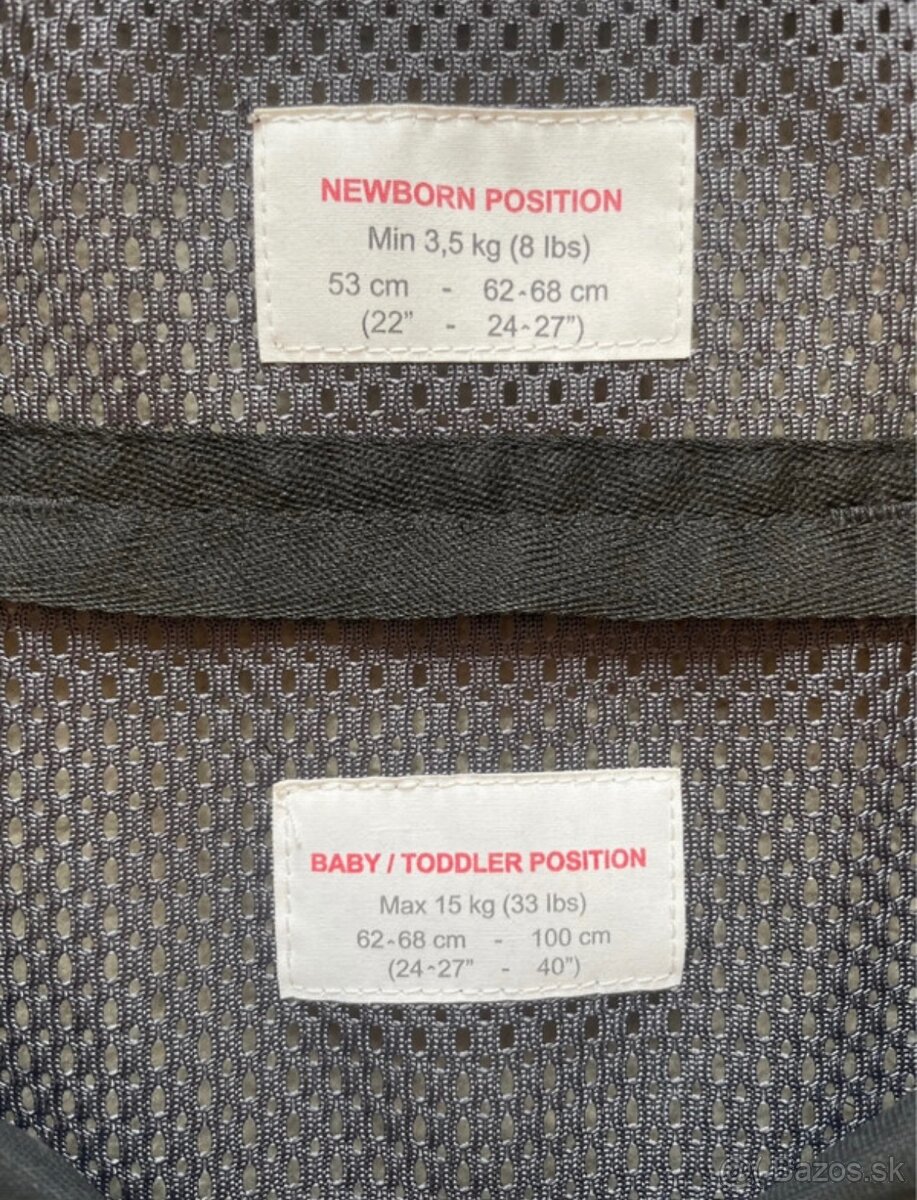 NEWBORN POSITION
Min 3,5 kg (8 lbs)
53 cm - 62-68 cm
(22" - 24-27")
BABY / TODDLER POSITION
Max 15 kg (33 lbs)
62-68 cm - 100 cm
(24-27" - 40")
Bazos.sk